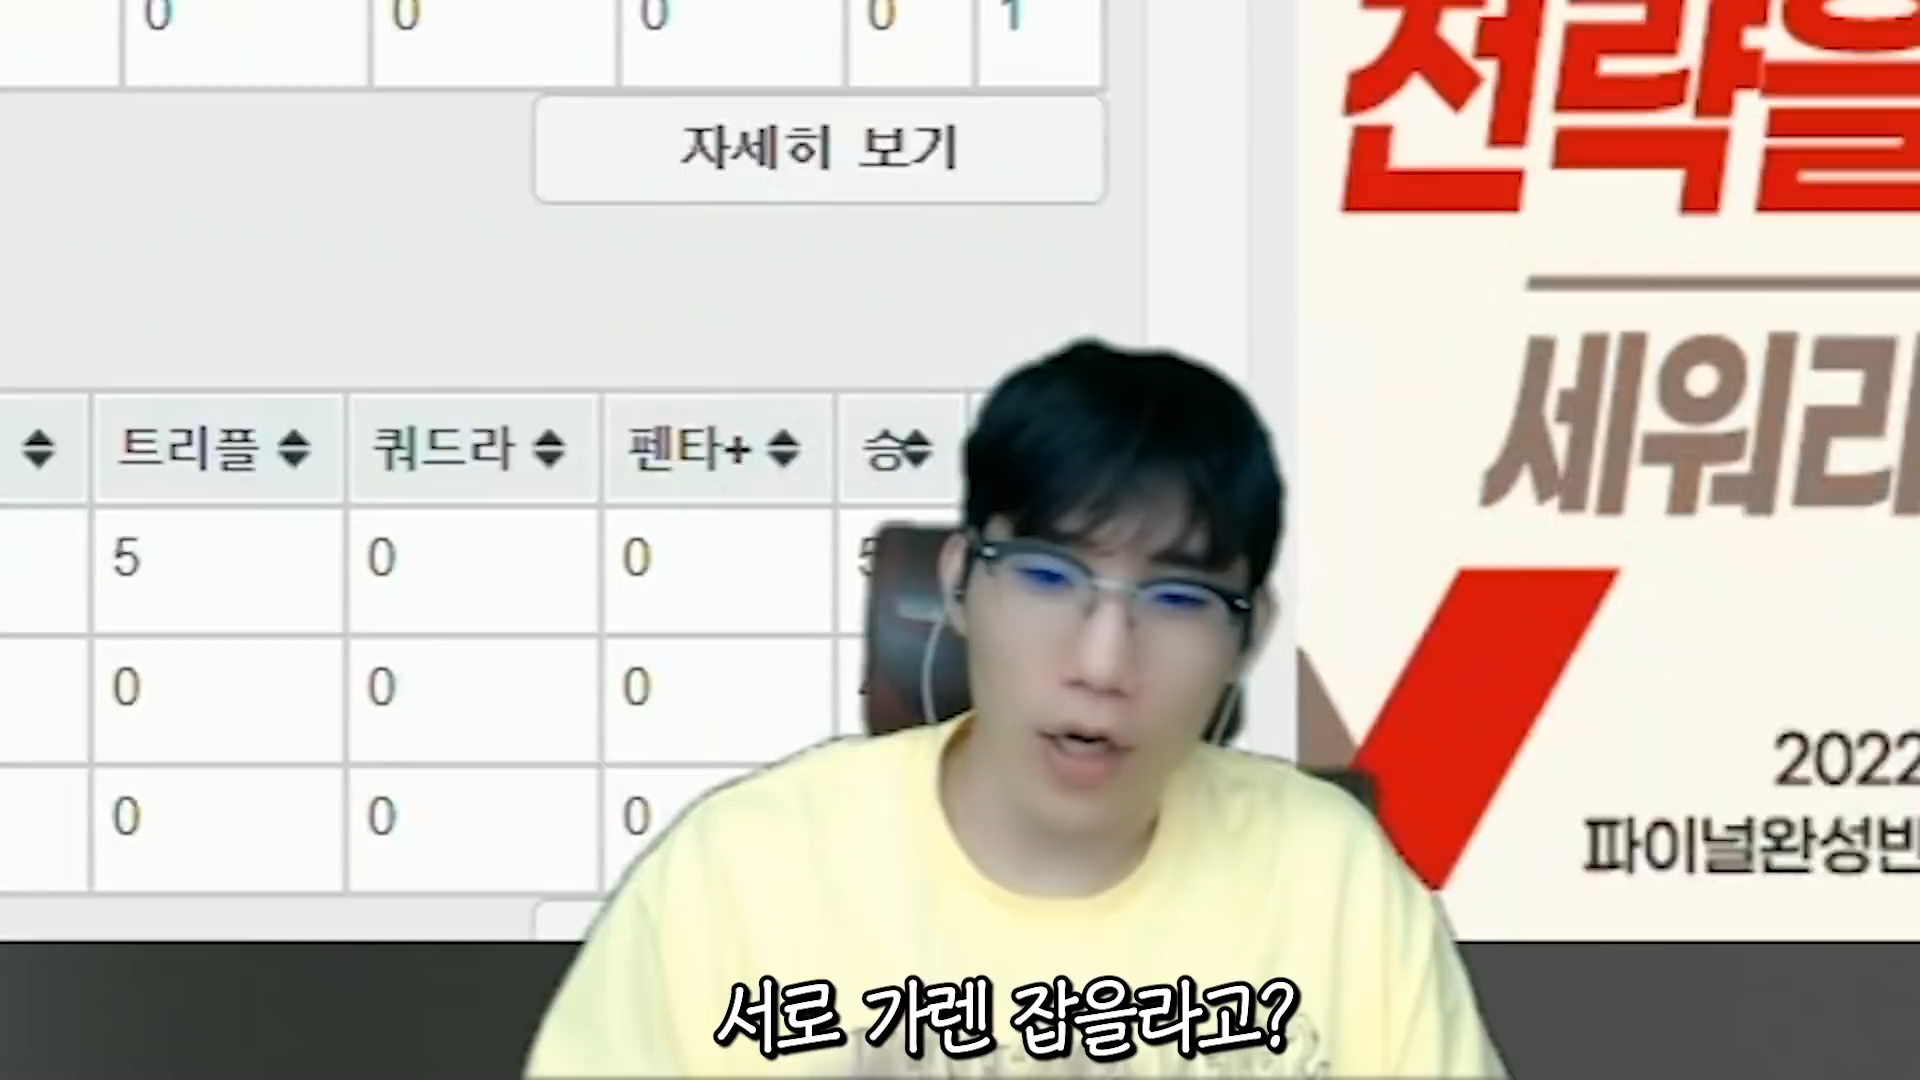 0 0 0 0 1
전략을
자세히 보기
세워라
트리플 쿼드라 펜타+ 승
5 0 0 5
0 0 0
0 0 0
2022
파이널완성반
서로 가렌 잡을라고?